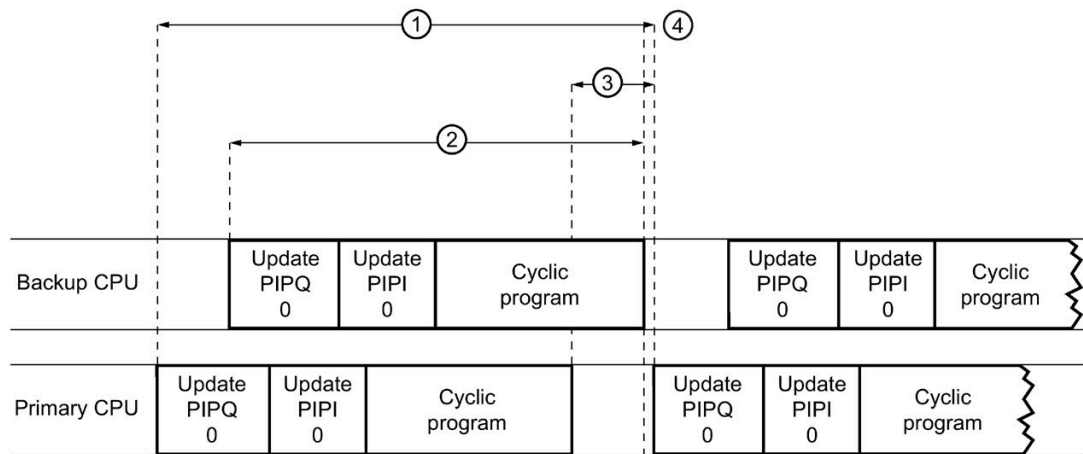 1
4
3
2
Backup CPU
Update
PIPQ
0
Update
PIPI
0
Cyclic
program
Update
PIPQ
0
Update
PIPI
0
Cyclic
program
Primary CPU
Update
PIPQ
0
Update
PIPI
0
Cyclic
program
Update
PIPQ
0
Update
PIPI
0
Cyclic
program